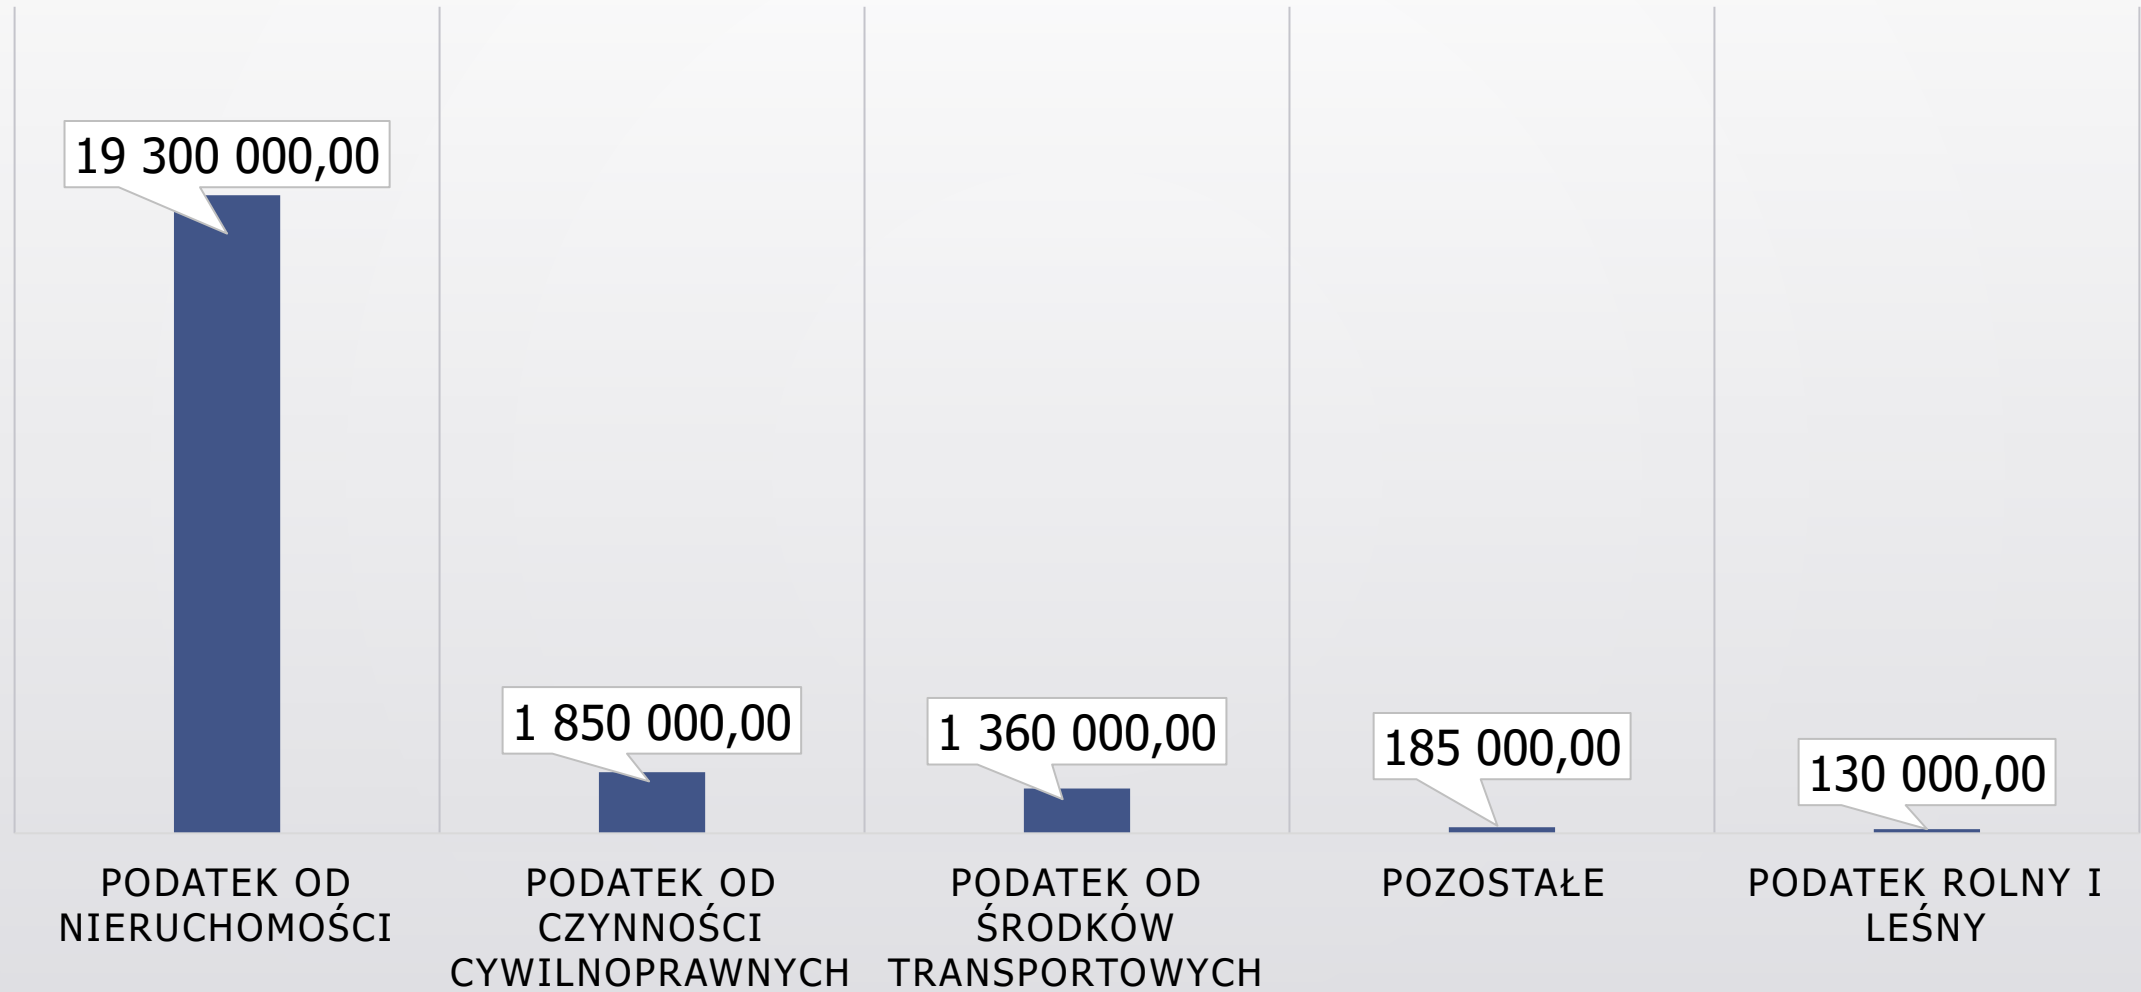 19 300 000,00
1 850 000,00
1 360 000,00
185 000,00
130 000,00
PODATEK OD
NIERUCHOMOŚCI
PODATEK OD
CZYNNOŚCI
CYWILNOPRAWNYCH
PODATEK OD
ŚRODKÓW
TRANSPORTOWYCH
POZOSTAŁE
PODATEK ROLNY I
LEŚNY